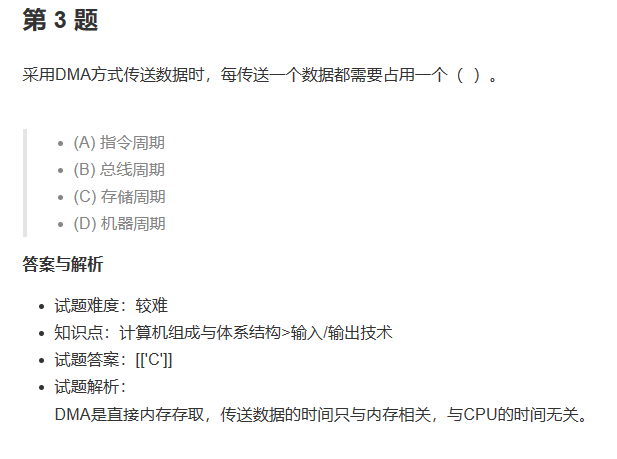 第 3 题
采用DMA方式传送数据时，每传送一个数据都需要占用一个（ ）。
(A) 指令周期
(B) 总线周期
(C) 存储周期
(D) 机器周期
答案与解析
试题难度：较难
知识点：计算机组成与体系结构>输入/输出技术
试题答案：[['C']]
试题解析：
DMA是直接内存存取，传送数据的时间只与内存相关，与CPU的时间无关。